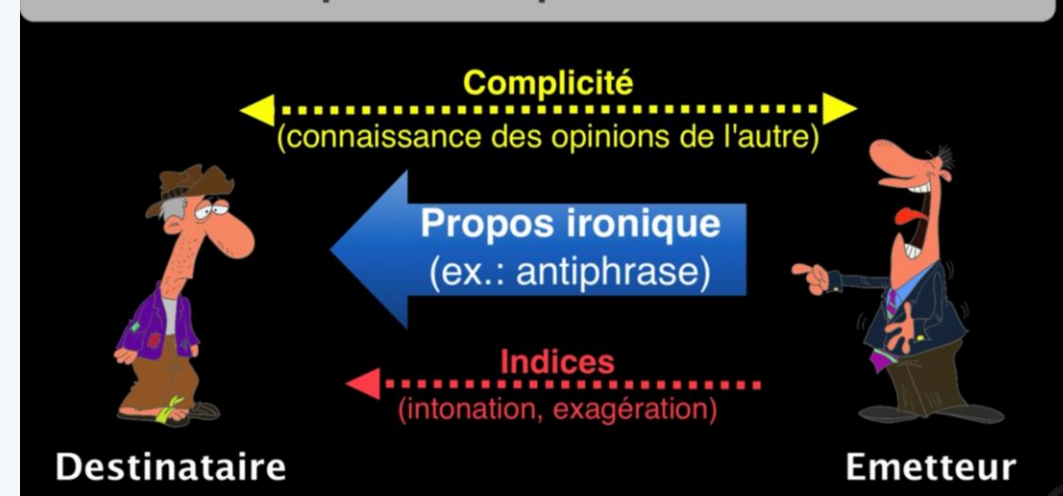 Complicité
(connaissance des opinions de l'autre)
Propos ironique
(ex.: antiphrase)
Indices
(intonation, exagération)
Destinataire
Emetteur